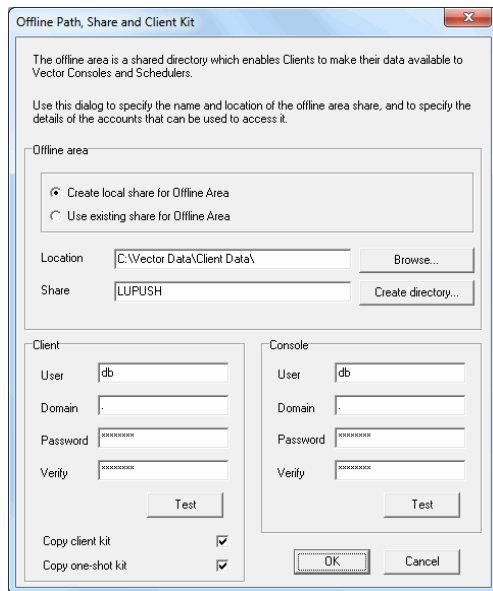 Offline Path, Share and Client Kit
The offline area is a shared directory which enables Clients to make their data available to
Vector Consoles and Schedulers.
Use this dialog to specify the name and location of the offline area share, and to specify the
details of the accounts that can be used to access it.
Offline area
Create local share for Offline Area
Use existing share for Offline Area
Location C:\Vector Data\Client Data\ Browse...
Share LUPUSH Create directory...
Client
User db
Domain .
Password ********
Verify ********
Test
Copy client kit
Copy one-shot kit
Console
User db
Domain .
Password ********
Verify ********
Test
OK Cancel